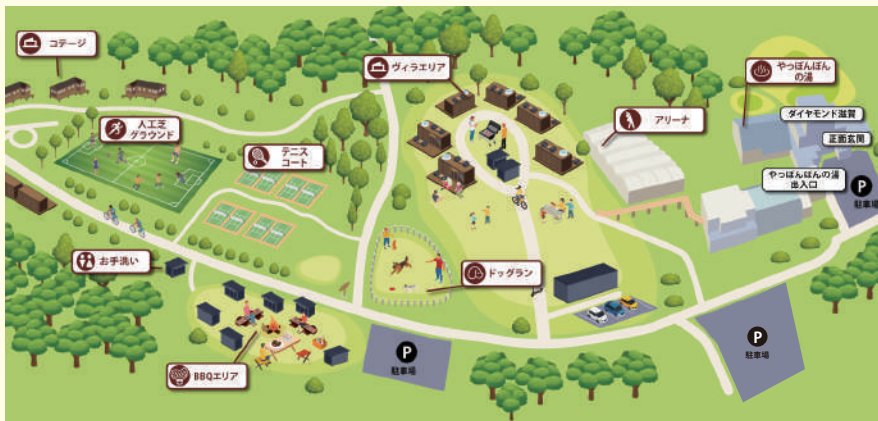 コテージ
ヴィラエリア
やっぽんぽん
の湯
人工芝
グラウンド
アリーナ
ダイヤモンド滋賀
正面玄関
テニス
コート
やっぽんぽんの湯
出入口
P
駐車場
お手洗い
ドッグラン
P
駐車場
P
駐車場
BBQエリア